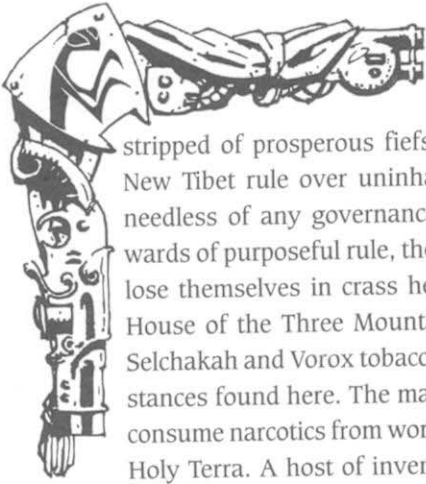 stripped of prosperous fiefs
New Tibet rule over uninha
needless of any governanc
wards of purposeful rule, the
lose themselves in crass he
House of the Three Mount
Selchakah and Vorox tobacc
stances found here. The ma
consume narcotics from wor
Holy Terra. A host of inver